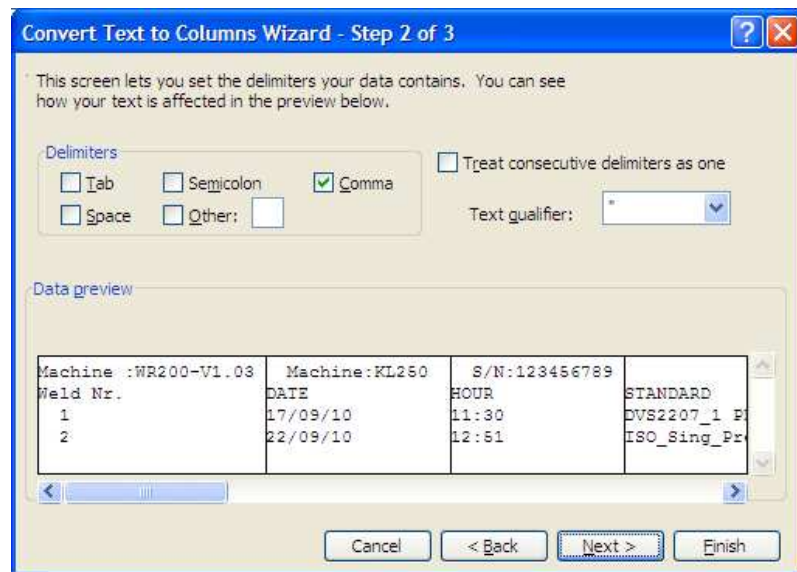 Convert Text to Columns Wizard - Step 2 of 3
This screen lets you set the delimiters your data contains. You can see
how your text is affected in the preview below.
Delimiters
Tab Semicolon Comma
Space Other:
Treat consecutive delimiters as one
Text qualifier: "
Data preview
Machine :WR200-V1.03 Machine:KL250 S/N:123456789
Weld Nr. DATE HOUR STANDARD
1 17/09/10 11:30 DVS2207_1
2 22/09/10 12:51 ISO_Sing_Pr
Cancel < Back Next > Finish